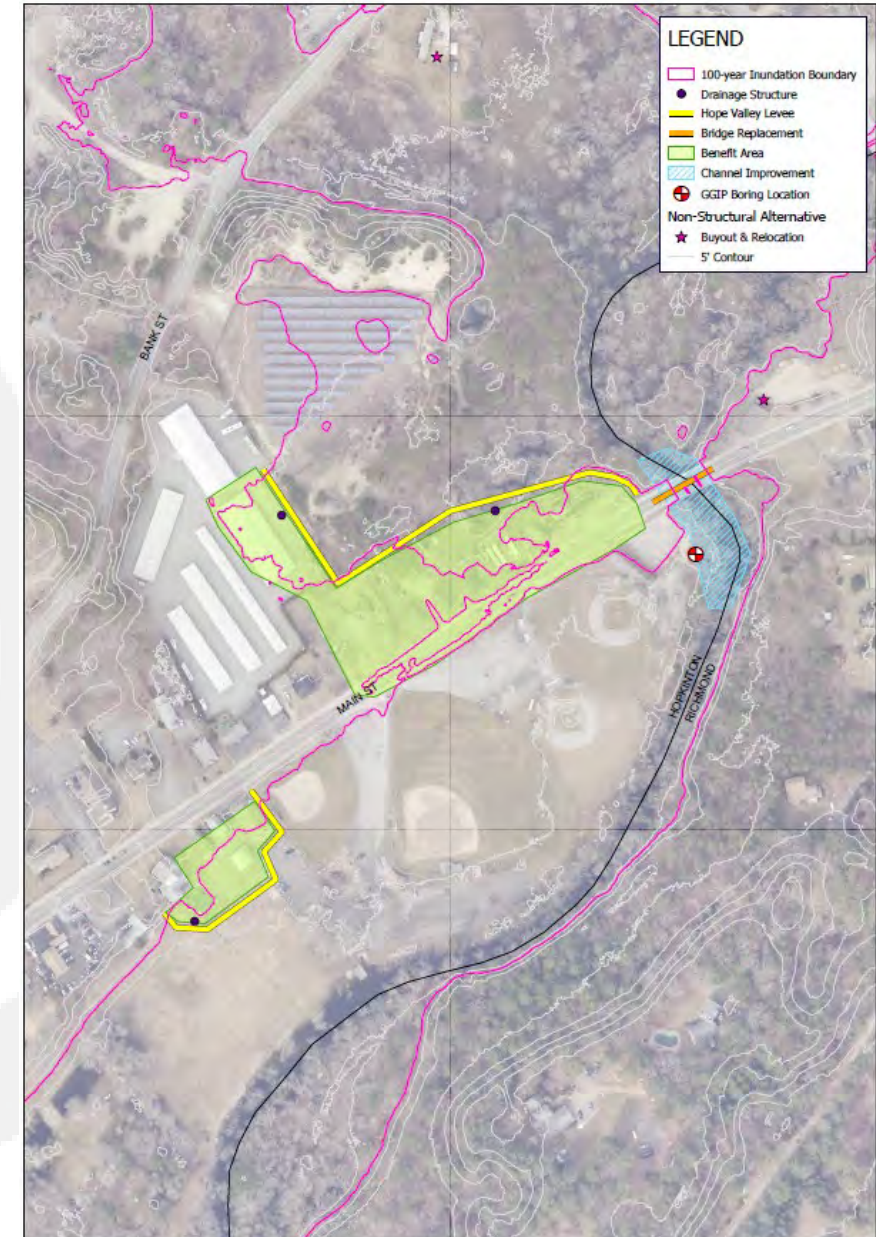 LEGEND
100-year Inundation Boundary
Drainage Structure
Hope Valley Levee
Bridge Replacement
Benefit Area
Channel Improvement
GGIP Boring Location
Non-Structural Alternative
Buyout & Relocation
5' Contour
BANK ST
MAIN ST
HOPKINTON
RICHMOND